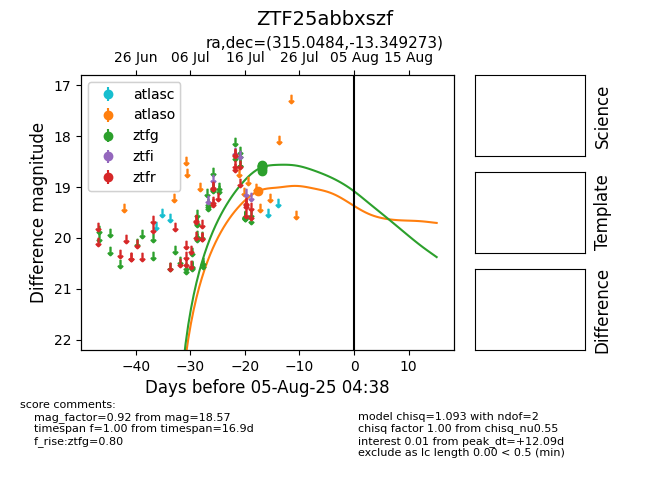 ZTF25abbxszf
ra,dec=(315.0484,-13.349273)
26 Jun 06 Jul 16 Jul 26 Jul 05 Aug 15 Aug
17
18
19
20
21
22
Difference magnitude
atlasc
atlaso
ztfg
ztfi
ztfr
−40 −30 −20 −10 0 10
Days before 05-Aug-25 04:38
Science
Template
Difference
score comments:
mag_factor=0.92 from mag=18.57
timespan f=1.00 from timespan=16.9d
f_rise:ztfg=0.80
model chisq=1.093 with ndof=2
chisq factor 1.00 from chisq_nu0.55
interest 0.01 from peak_dt=+12.09d
exclude as lc length 0.00 < 0.5 (min)